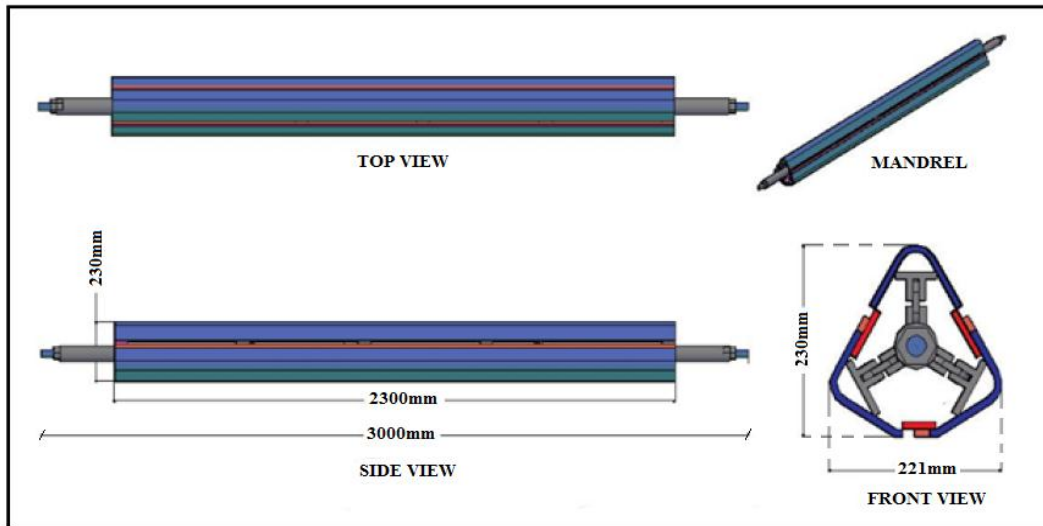 TOP VIEW
MANDREL
230mm
2300mm
3000mm
SIDE VIEW
230mm
221mm
FRONT VIEW